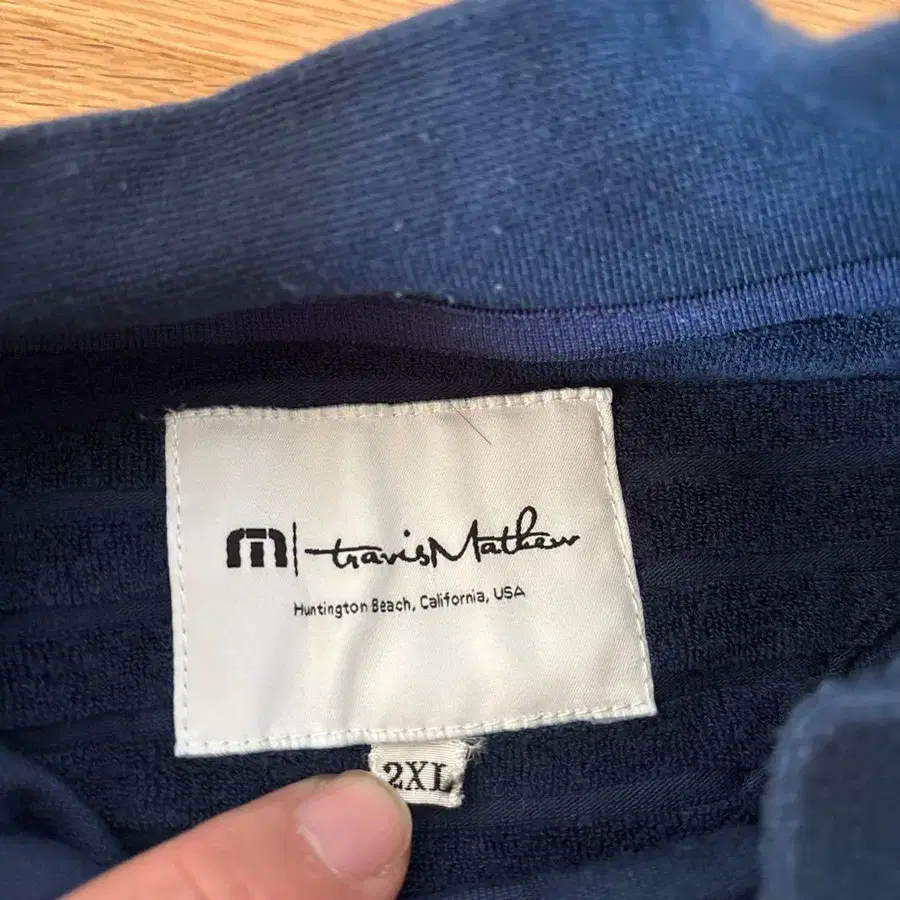 travisMathew
Huntington Beach, California, USA
2XL